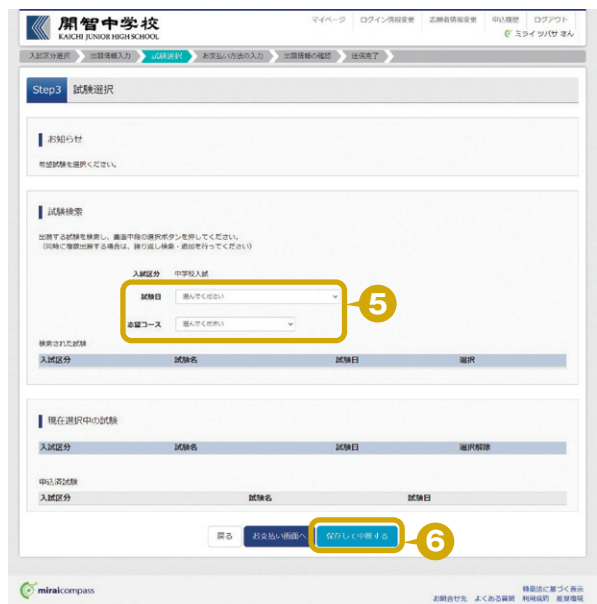 開智中学校
KAICHI JUNIOR HIGH SCHOOL
マイページ ログイン情報変更 志願者情報変更 申込履歴 ログアウト
ミライ ツバサ さん
入試区分選択 出願情報入力 試験選択 お支払い方法の入力 出願情報の確認 送信完了
Step3 試験選択
お知らせ
希望試験を選択ください。
試験検索
出願する試験を検索し、画面中段の選択ボタンを押してください。
(同時に複数出願する場合は、繰り返し検索・追加を行ってください)
入試区分 中学校入試
試験日 選んでください
5
志望コース 選んでください
検索された試験
入試区分 試験名 試験日 選択
現在選択中の試験
入試区分 試験名 試験日 選択解除
申込済試験
入試区分 試験名 試験日
戻る お支払い画面へ 保存して中断する
6
miraicompass
特商法に基づく表示
お問合せ先 よくある質問 利用規約 推奨環境